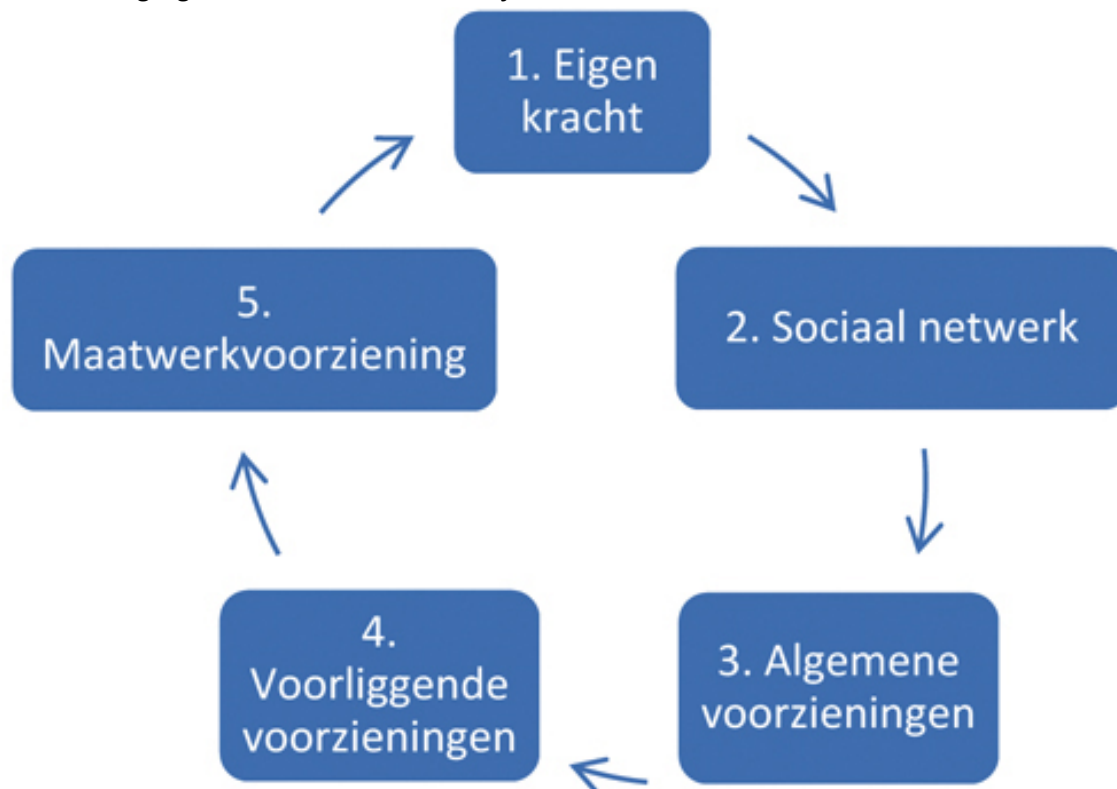 1. Eigen
kracht
2. Sociaal netwerk
3. Algemene
voorzieningen
4.
Voorliggende
voorzieningen
5.
Maatwerkvoorziening